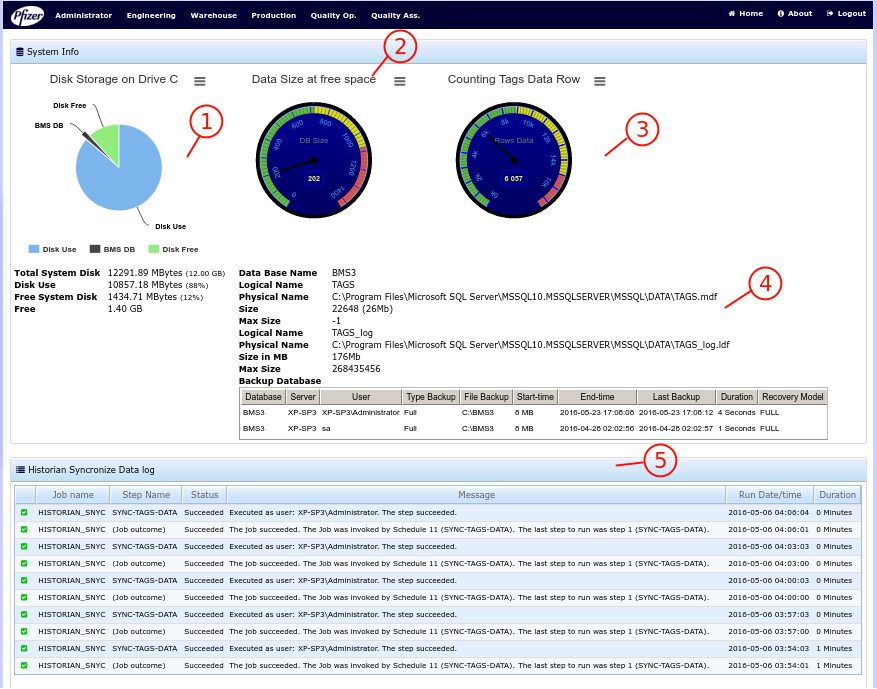 Pfizer Administrator Engineering Warehouse Production Quality Op. Quality Ass. Home About Logout
System Info
2
Disk Storage on Drive C Data Size at free space Counting Tags Data Row
1
3
Disk Free
BMS DB
Disk Use
DB Size
0 200 400 600 800 1000 1200 1400
202
Rows Data
0k 2k 4k 6k 8k 10k 12k 14k 16k
6 057
Disk Use BMS DB Disk Free
Total System Disk 12291.89 MBytes (12.00 GB)
Disk Use 10857.18 MBytes (88%)
Free System Disk 1434.71 MBytes (12%)
Free 1.40 GB
4
Data Base Name BMS3
Logical Name TAGS
Physical Name C:\Program Files\Microsoft SQL Server\MSSQL10.MSSQLSERVER\MSSQL\DATA\TAGS.mdf
Size 22648 (26Mb)
Max Size -1
Logical Name TAGS_log
Physical Name C:\Program Files\Microsoft SQL Server\MSSQL10.MSSQLSERVER\MSSQL\DATA\TAGS_log.ldf
Size in MB 176Mb
Max Size 268435456
Backup Database
Database Server User Type Backup File Backup Start-time End-time Last Backup Duration Recovery Model
BMS3 XP-SP3 XP-SP3\Administrator Full C:\BMS3 8 MB 2016-05-23 17:08:08 2016-05-23 17:08:12 4 Seconds FULL
BMS3 XP-SP3 sa Full C:\BMS3 8 MB 2016-04-28 02:02:56 2016-04-28 02:02:57 1 Seconds FULL
5
Historian Syncronize Data log
Job name Step Name Status Message Run Date/time Duration
HISTORIAN_SNYC SYNC-TAGS-DATA Succeeded Executed as user: XP-SP3\Administrator. The step succeeded. 2016-05-06 04:06:04 0 Minutes
HISTORIAN_SNYC (Job outcome) Succeeded The job succeeded. The Job was invoked by Schedule 11 (SYNC-TAGS-DATA). The last step to run was step 1 (SYNC-TAGS-DATA). 2016-05-06 04:06:01 0 Minutes
HISTORIAN_SNYC SYNC-TAGS-DATA Succeeded Executed as user: XP-SP3\Administrator. The step succeeded. 2016-05-06 04:03:03 0 Minutes
HISTORIAN_SNYC (Job outcome) Succeeded The job succeeded. The Job was invoked by Schedule 11 (SYNC-TAGS-DATA). The last step to run was step 1 (SYNC-TAGS-DATA). 2016-05-06 04:03:00 0 Minutes
HISTORIAN_SNYC SYNC-TAGS-DATA Succeeded Executed as user: XP-SP3\Administrator. The step succeeded. 2016-05-06 04:00:03 0 Minutes
HISTORIAN_SNYC (Job outcome) Succeeded The job succeeded. The Job was invoked by Schedule 11 (SYNC-TAGS-DATA). The last step to run was step 1 (SYNC-TAGS-DATA). 2016-05-06 04:00:00 0 Minutes
HISTORIAN_SNYC SYNC-TAGS-DATA Succeeded Executed as user: XP-SP3\Administrator. The step succeeded. 2016-05-06 03:57:03 0 Minutes
HISTORIAN_SNYC (Job outcome) Succeeded The job succeeded. The Job was invoked by Schedule 11 (SYNC-TAGS-DATA). The last step to run was step 1 (SYNC-TAGS-DATA). 2016-05-06 03:57:00 0 Minutes
HISTORIAN_SNYC SYNC-TAGS-DATA Succeeded Executed as user: XP-SP3\Administrator. The step succeeded. 2016-05-06 03:54:03 1 Minutes
HISTORIAN_SNYC (Job outcome) Succeeded The job succeeded. The Job was invoked by Schedule 11 (SYNC-TAGS-DATA). The last step to run was step 1 (SYNC-TAGS-DATA). 2016-05-06 03:54:01 1 Minutes